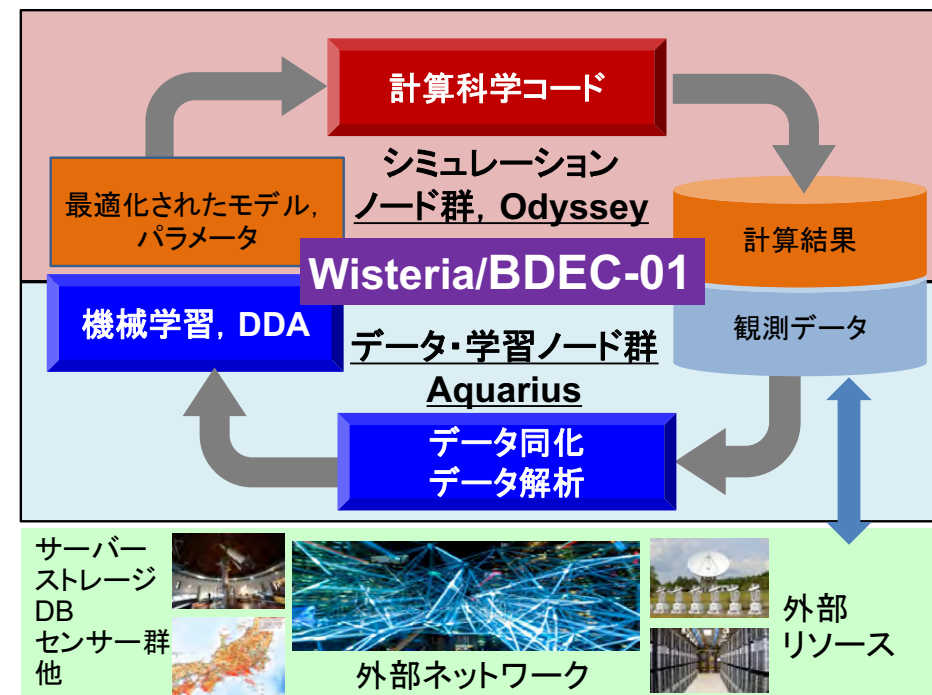 計算科学コード
シミュレーション
ノード群, Odyssey
最適化されたモデル,
パラメータ
計算結果
Wisteria/BDEC-01
機械学習, DDA
観測データ
データ・学習ノード群
Aquarius
データ同化
データ解析
サーバー
ストレージ
DB
センサー群
他
外部ネットワーク
外部
リソース